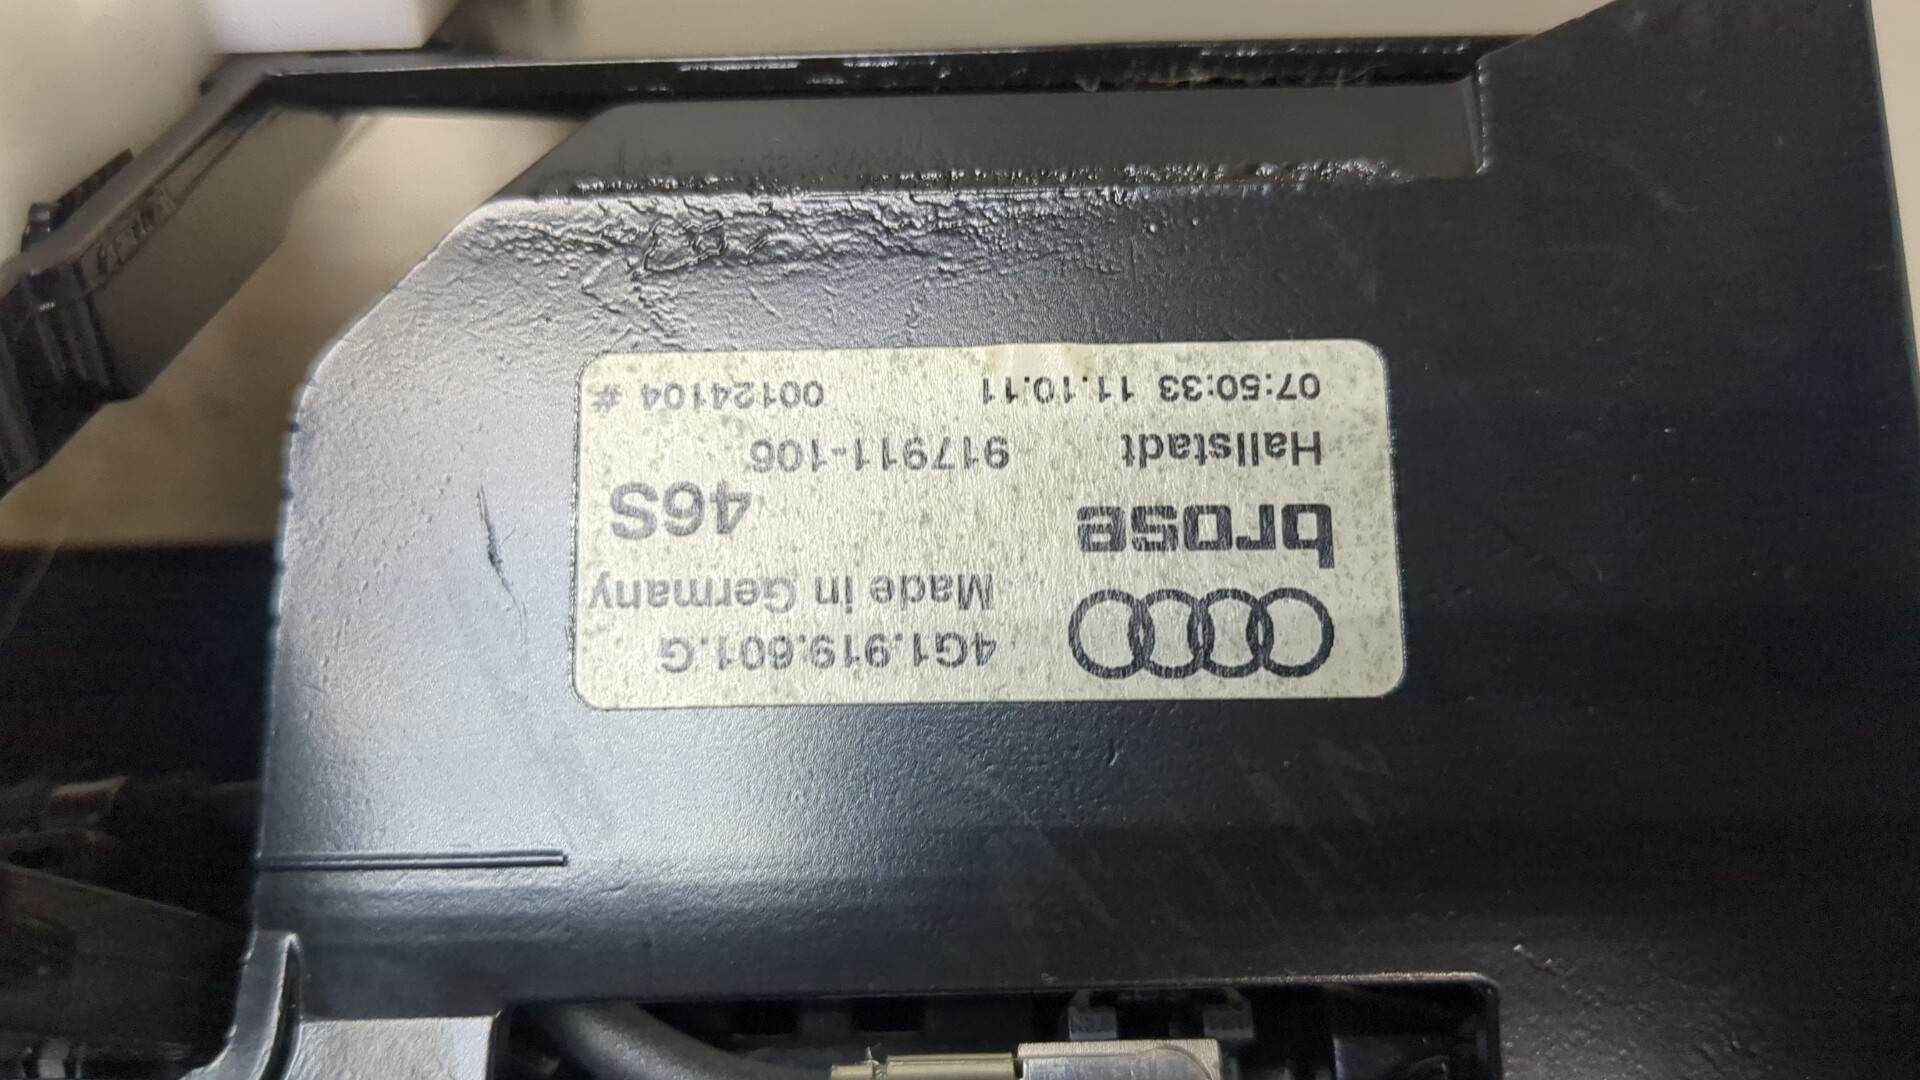 4G1.919.601.G
Made in Germany
brose 46S
Hallstadt 917911-106
07:50:33 11.10.11 00124104 #